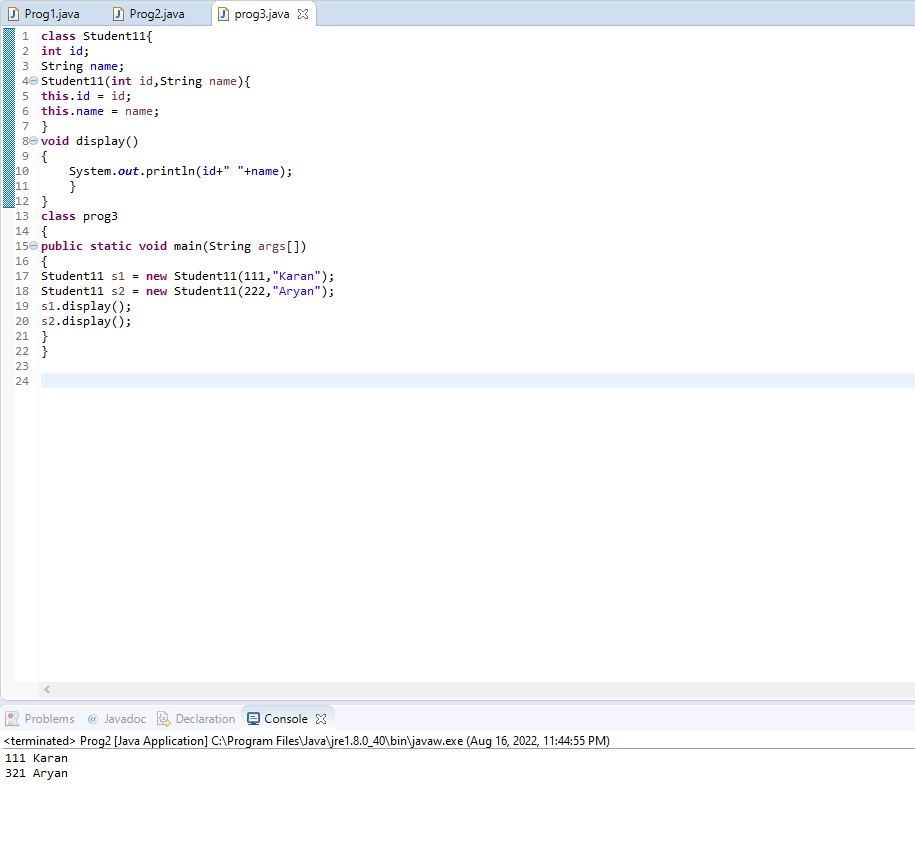 Prog1.java Prog2.java prog3.java
1 class Student11{
2 int id;
3 String name;
4 Student11(int id,String name){
5 this.id = id;
6 this.name = name;
7 }
8 void display()
9 {
10 System.out.println(id+" "+name);
11 }
12 }
13 class prog3
14 {
15 public static void main(String args[])
16 {
17 Student11 s1 = new Student11(111,"Karan");
18 Student11 s2 = new Student11(222,"Aryan");
19 s1.display();
20 s2.display();
21 }
22 }
23
24
Problems @ Javadoc Declaration Console
<terminated> Prog2 [Java Application] C:\Program Files\Java\jre1.8.0_40\bin\javaw.exe (Aug 16, 2022, 11:44:55 PM)
111 Karan
321 Aryan